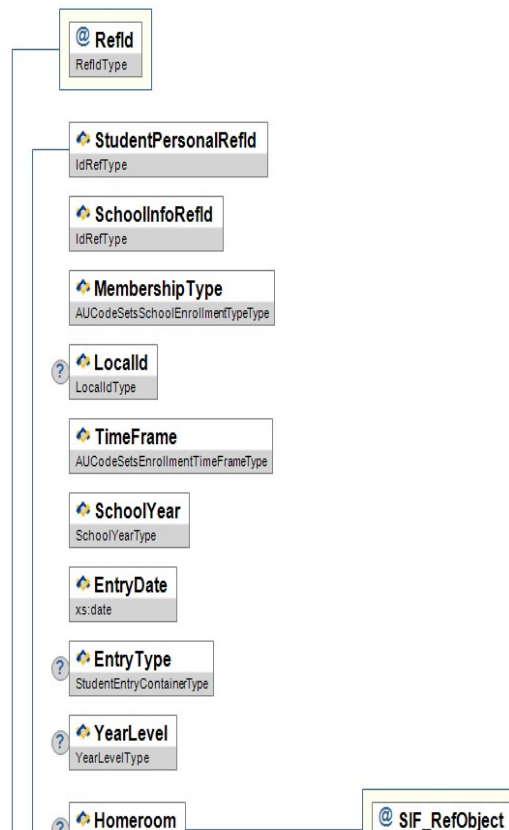 @ RefId
RefIdType
StudentPersonalRefId
IdRefType
SchoolInfoRefId
IdRefType
MembershipType
AUCodeSetsSchoolEnrollmentTypeType
? LocalId
LocalIdType
TimeFrame
AUCodeSetsEnrollmentTimeFrameType
SchoolYear
SchoolYearType
EntryDate
xs:date
? EntryType
StudentEntryContainerType
? YearLevel
YearLevelType
? Homeroom @ SIF_RefObject